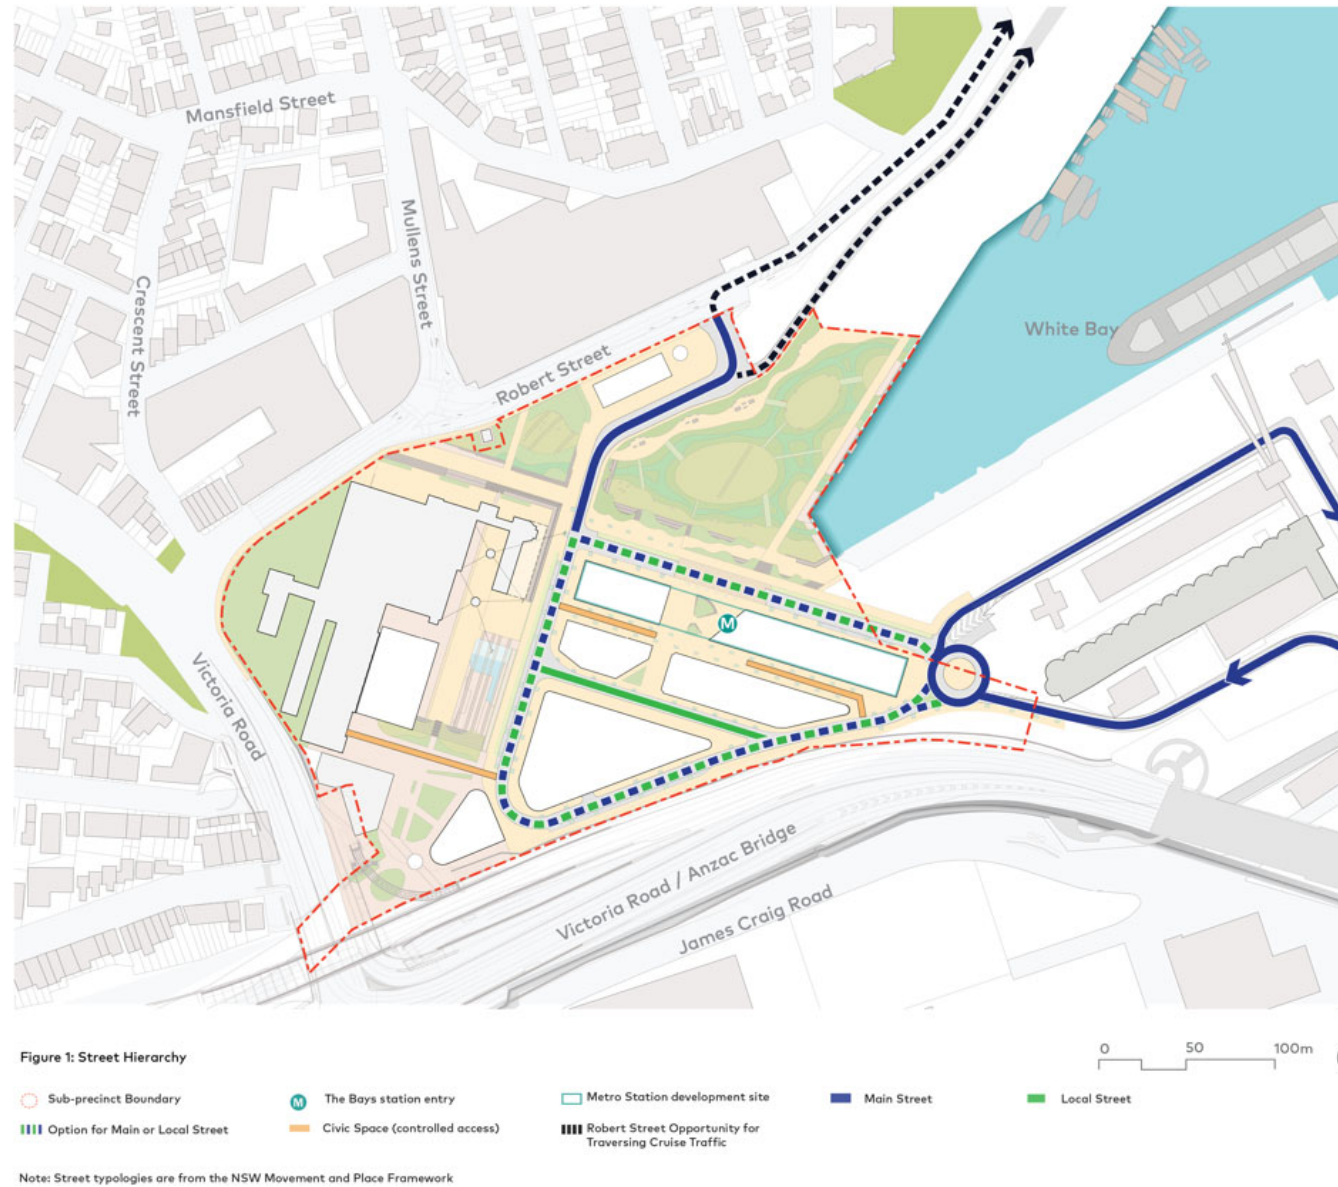 Mansfield Street
Mullens Street
Crescent Street
Robert Street
White Bay
M
Victoria Road
Victoria Road / Anzac Bridge
James Craig Road
Figure 1: Street Hierarchy
0 50 100m
Sub-precinct Boundary
M The Bays station entry
Metro Station development site
Main Street
Local Street
Option for Main or Local Street
Civic Space (controlled access)
Robert Street Opportunity for
Traversing Cruise Traffic
Note: Street typologies are from the NSW Movement and Place Framework